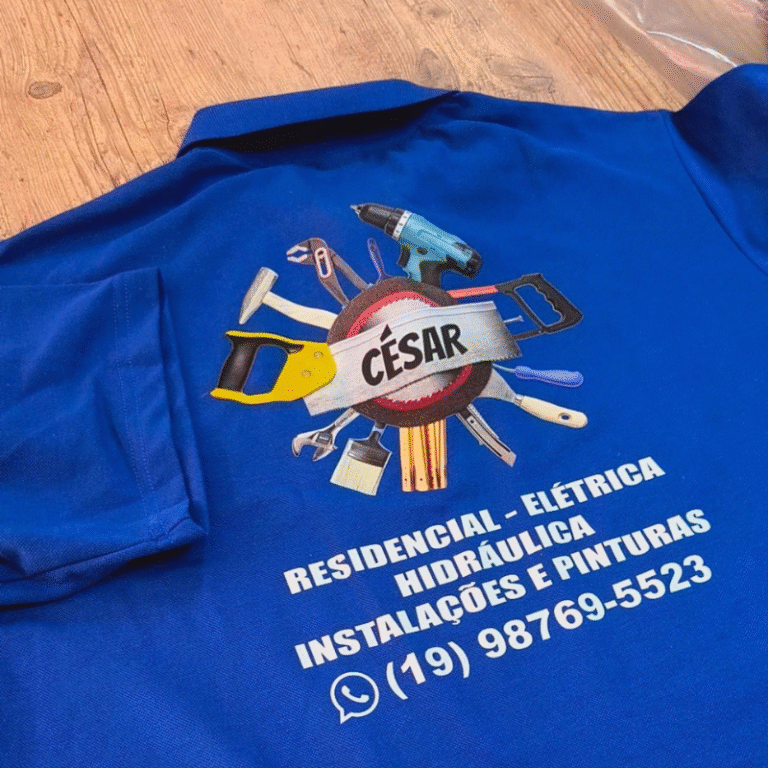 CÉSAR
RESIDENCIAL - ELÉTRICA
HIDRÁULICA
INSTALAÇÕES E PINTURAS
(19) 98769-5523